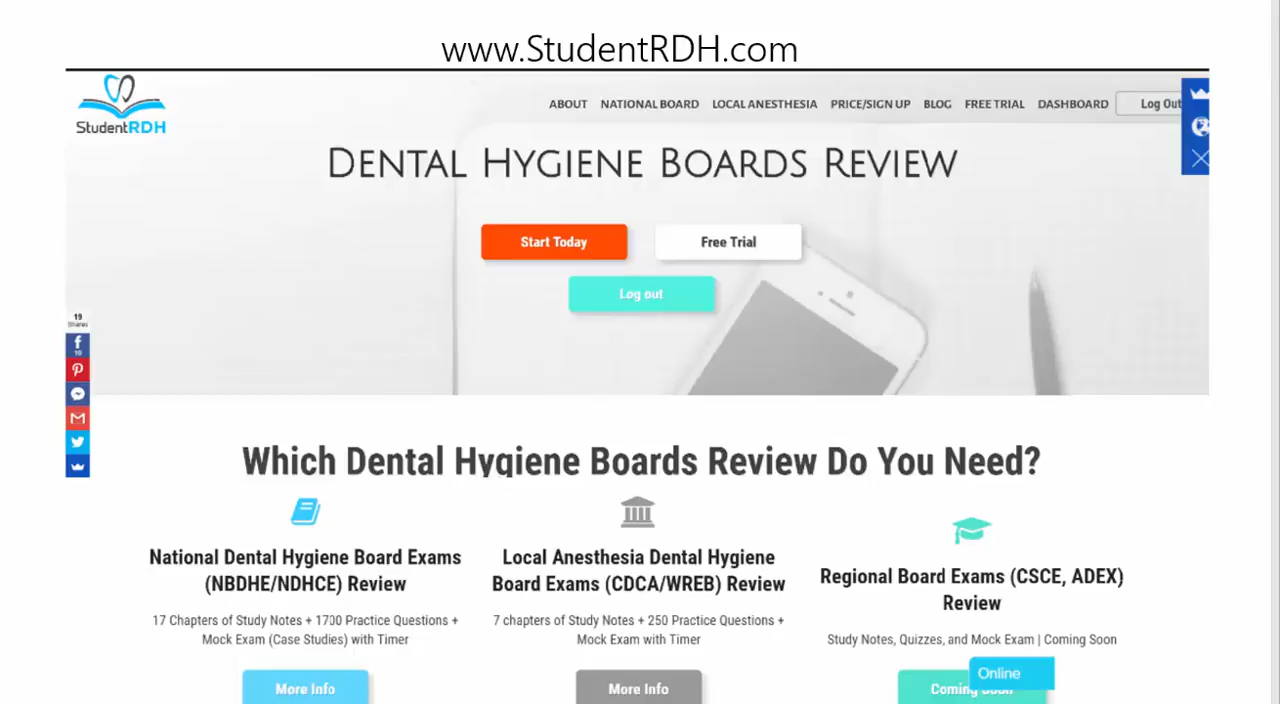 www.StudentRDH.com
StudentRDH
ABOUT NATIONAL BOARD LOCAL ANESTHESIA PRICE/SIGN UP BLOG FREE TRIAL DASHBOARD Log Out
DENTAL HYGIENE BOARDS REVIEW
Start Today Free Trial
Log out
19
Shares
10
Which Dental Hygiene Boards Review Do You Need?
National Dental Hygiene Board Exams
(NBDHE/NDHCE) Review
17 Chapters of Study Notes + 1700 Practice Questions +
Mock Exam (Case Studies) with Timer
More Info
Local Anesthesia Dental Hygiene
Board Exams (CDCA/WREB) Review
7 chapters of Study Notes + 250 Practice Questions +
Mock Exam with Timer
More Info
Regional Board Exams (CSCE, ADEX)
Review
Study Notes, Quizzes, and Mock Exam | Coming Soon
Coming Soon
Online